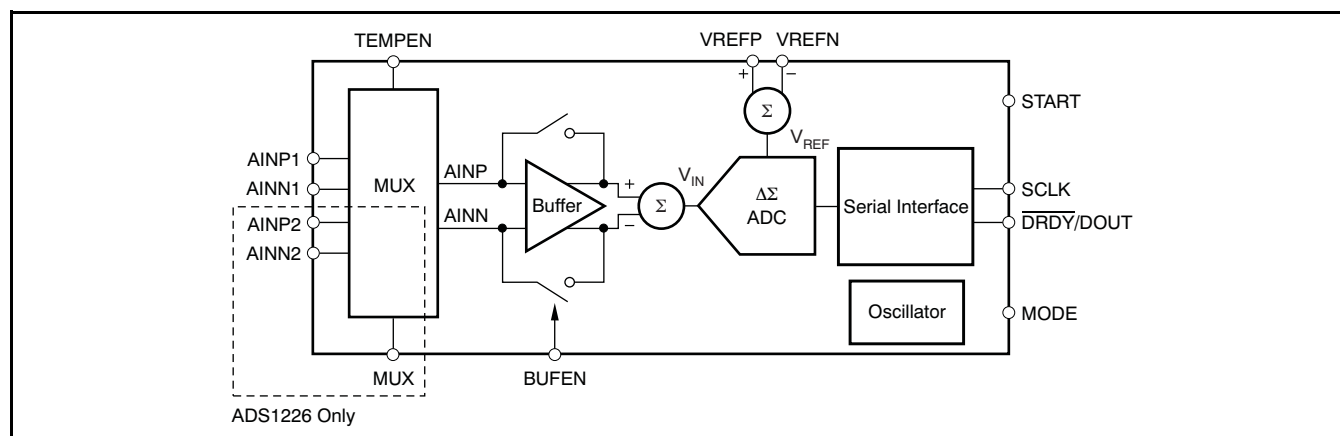 TEMPEN
VREFP VREFN
+ −
Σ
START
V_REF
AINP1
AINN1
AINP2
AINN2
MUX
AINP
AINN
Buffer
+
−
Σ
V_IN
ΔΣ
ADC
Serial Interface
SCLK
D̅R̅D̅Y̅/DOUT
Oscillator
MODE
MUX
BUFEN
ADS1226 Only